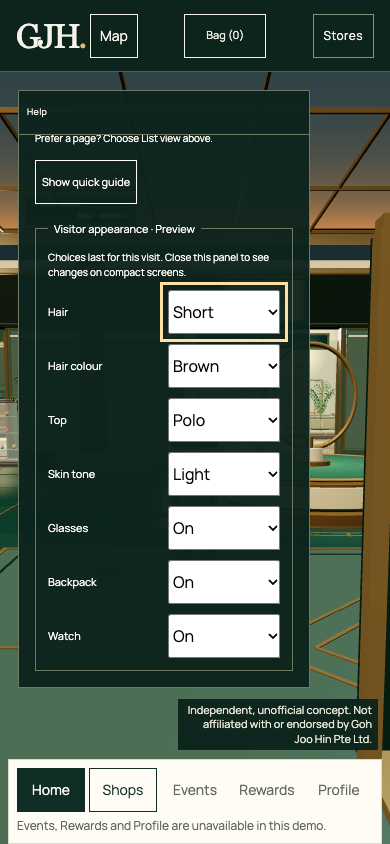 GJH.
Map
Bag (0)
Stores
Help
Prefer a page? Choose List view above.
Show quick guide
Visitor appearance · Preview
Choices last for this visit. Close this panel to see
changes on compact screens.
Hair
Short
Hair colour
Brown
Top
Polo
Skin tone
Light
Glasses
On
Backpack
On
Watch
On
Independent, unofficial concept. Not
affiliated with or endorsed by Goh
Joo Hin Pte Ltd.
Home
Shops
Events
Rewards
Profile
Events, Rewards and Profile are unavailable in this demo.